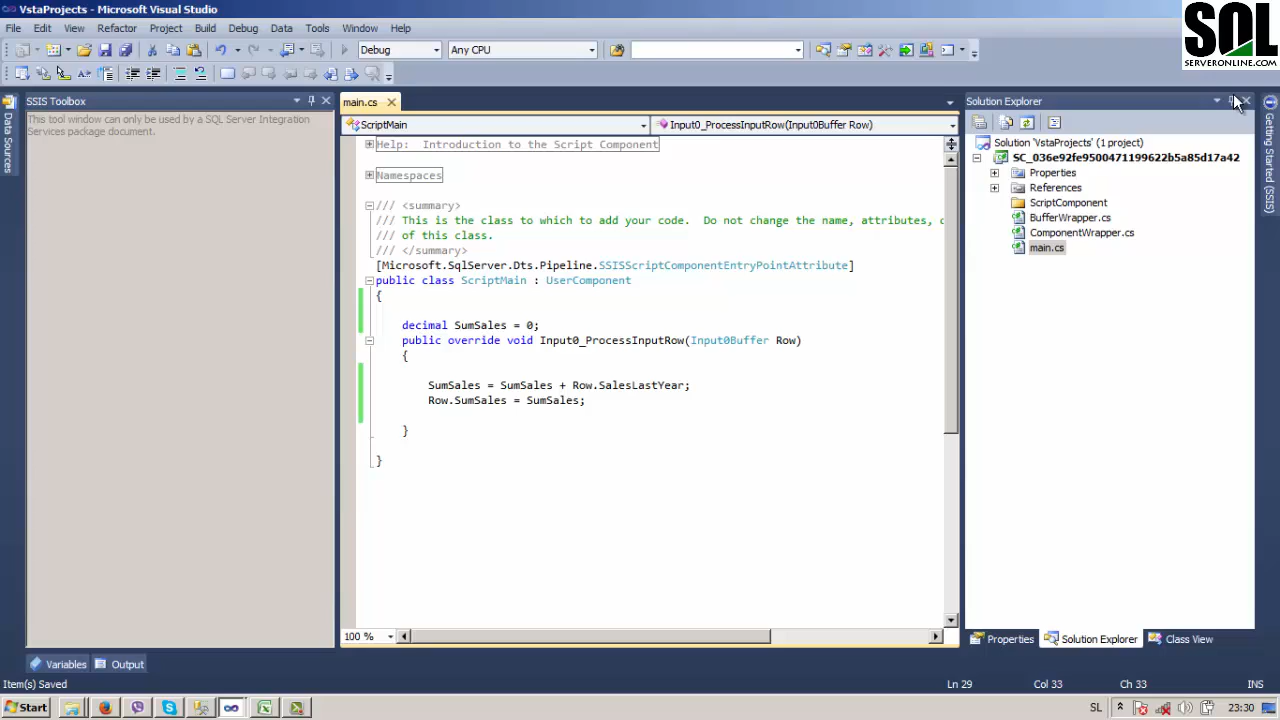 VstaProjects - Microsoft Visual Studio
SQL
SERVERONLINE.COM
File Edit View Refactor Project Build Debug Data Tools Window Help
Debug Any CPU
Data Sources
SSIS Toolbox
This tool window can only be used by a SQL Server Integration
Services package document.
main.cs
ScriptMain Input0_ProcessInputRow(Input0Buffer Row)
Help: Introduction to the Script Component
Namespaces
/// <summary>
/// This is the class to which to add your code. Do not change the name, attributes, 
/// of this class.
/// </summary>
[Microsoft.SqlServer.Dts.Pipeline.SSISScriptComponentEntryPointAttribute]
public class ScriptMain : UserComponent
{
decimal SumSales = 0;
public override void Input0_ProcessInputRow(Input0Buffer Row)
{
SumSales = SumSales + Row.SalesLastYear;
Row.SumSales = SumSales;
}
}
100 %
Solution Explorer
Solution 'VstaProjects' (1 project)
SC_036e92fe9500471199622b5a85d17a42
Properties
References
ScriptComponent
BufferWrapper.cs
ComponentWrapper.cs
main.cs
Getting Started (SSIS)
Properties Solution Explorer Class View
Variables Output
Item(s) Saved Ln 29 Col 33 Ch 33 INS
Start SL 23:30